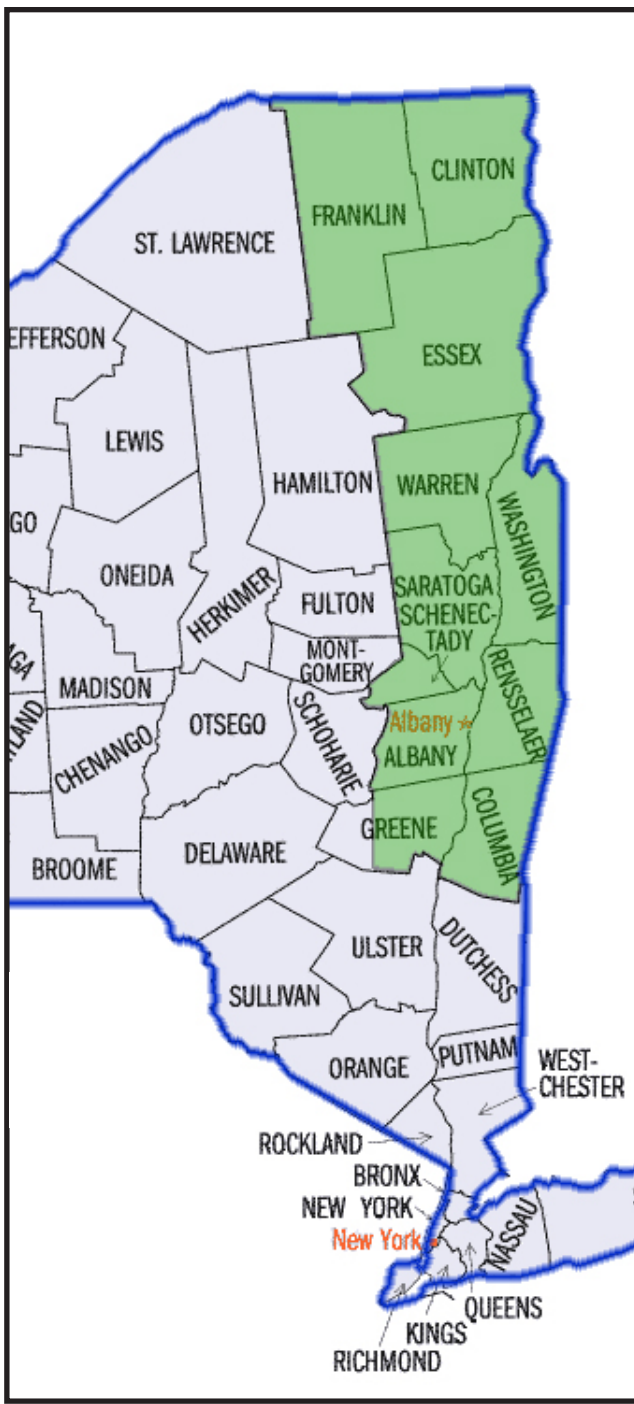 CLINTON
FRANKLIN
ST. LAWRENCE
EFFERSON
ESSEX
LEWIS
HAMILTON
WARREN
WASHINGTON
GO
ONEIDA
HERKIMER
FULTON
SARATOGA
SCHENEC-
TADY
MONT-
GOMERY
AGA
MADISON
RENSSELAER
TLAND
CHENANGO
OTSEGO
SCHOHARIE
Albany
ALBANY
GREENE
COLUMBIA
BROOME
DELAWARE
ULSTER
DUTCHESS
SULLIVAN
ORANGE
PUTNAM
WEST-
CHESTER
ROCKLAND
BRONX
NEW YORK
New York
NASSAU
QUEENS
KINGS
RICHMOND